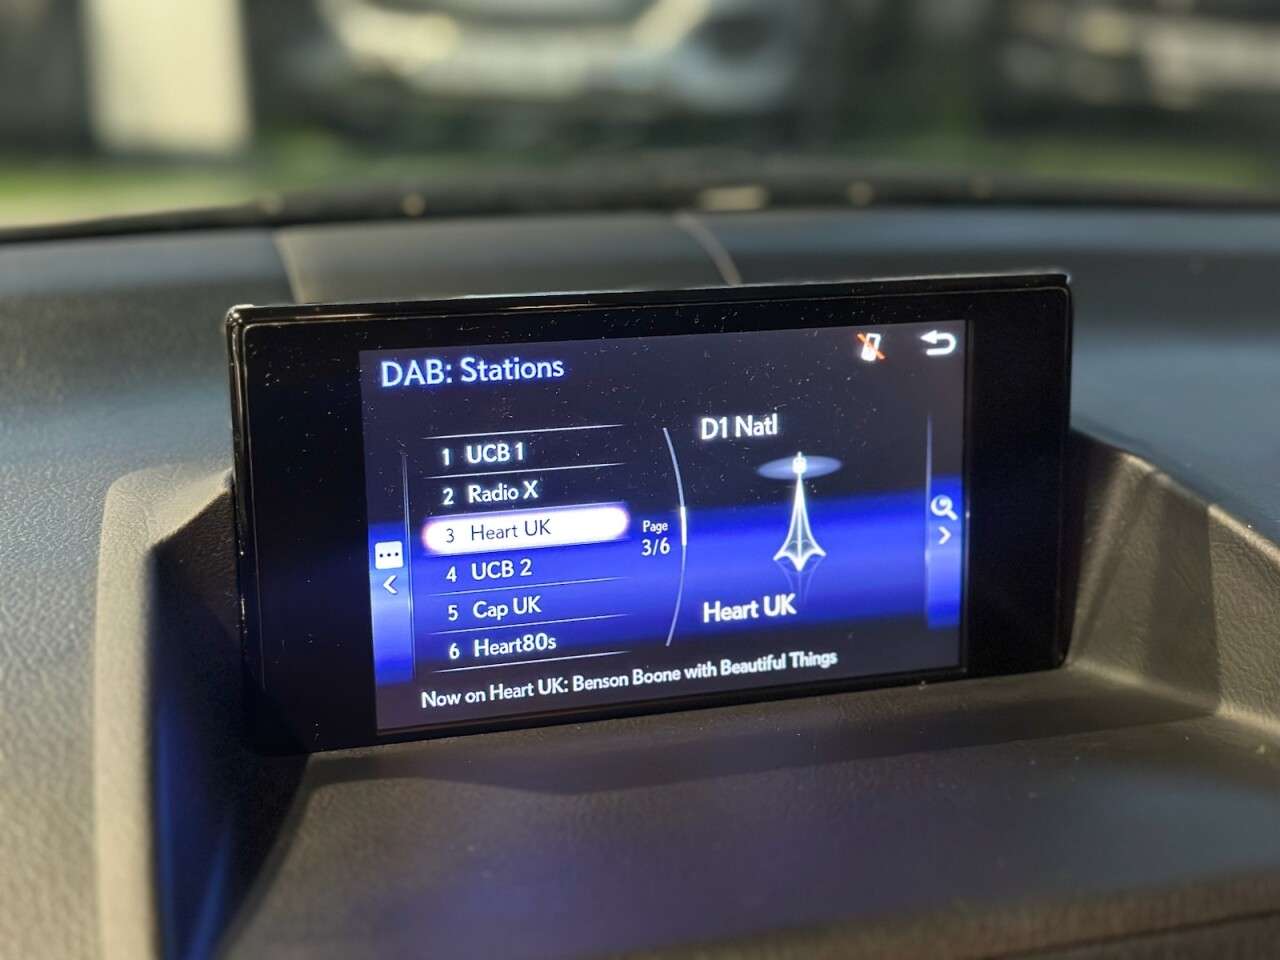 DAB: Stations
1 UCB 1
2 Radio X
3 Heart UK
4 UCB 2
5 Cap UK
6 Heart80s
Page
3/6
D1 Natl
Heart UK
Now on Heart UK: Benson Boone with Beautiful Things